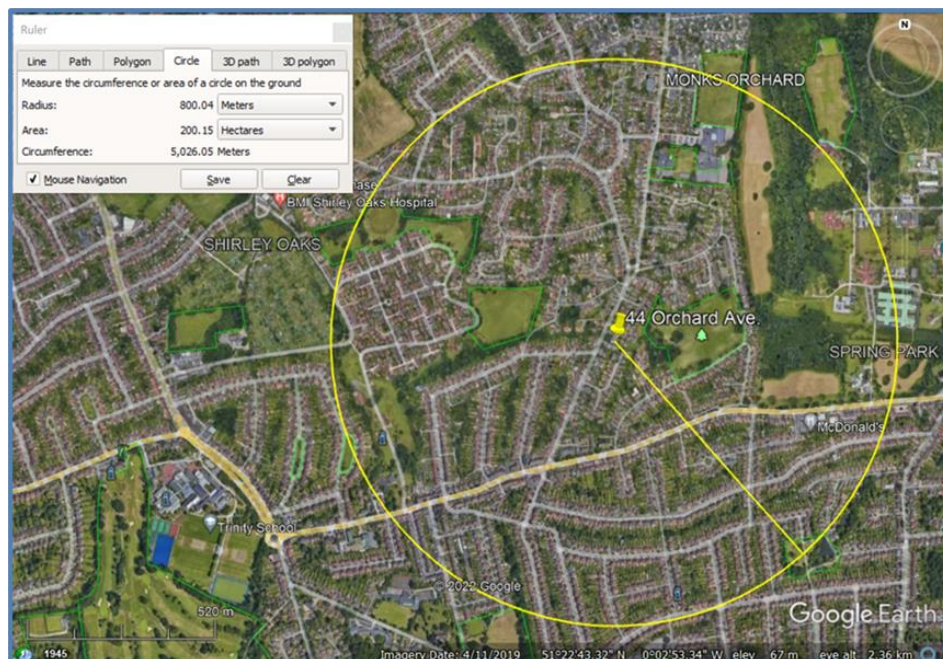 Ruler
Line Path Polygon Circle 3D path 3D polygon
Measure the circumference or area of a circle on the ground
Radius: 800.04 Meters
Area: 200.15 Hectares
Circumference: 5,026.05 Meters
Mouse Navigation Save Clear
N
MONKS ORCHARD
BMI Shirley Oaks Hospital
SHIRLEY OAKS
44 Orchard Ave.
SPRING PARK
McDonald's
Trinity School
© 2022 Google
520 m
Google Earth
1945
Imagery Date: 4/11/2019 51°22'43.32" N 0°02'53.34" W elev 67 m eye alt 2.36 km